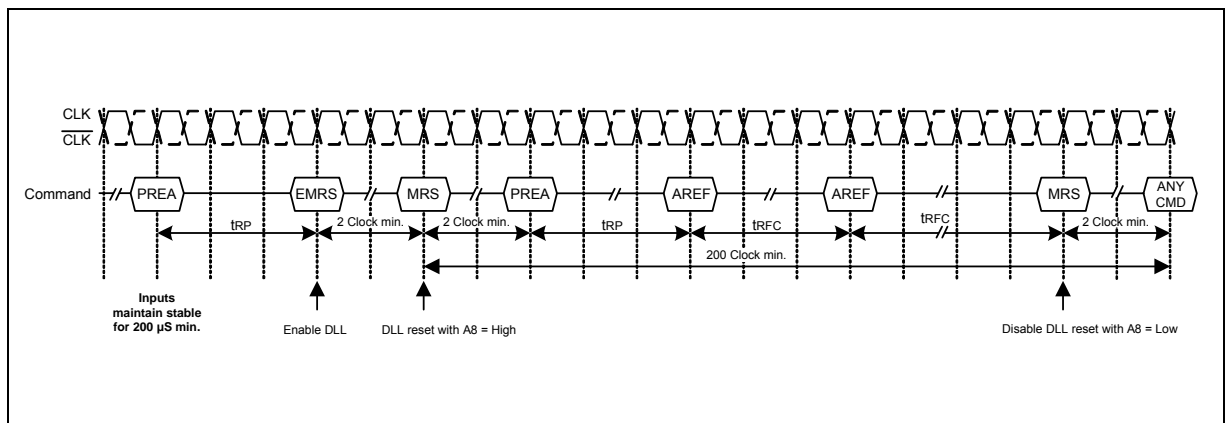 CLK
CLK
Command PREA EMRS MRS PREA AREF AREF MRS ANY CMD
tRP 2 Clock min. 2 Clock min. tRP tRFC tRFC 2 Clock min.
200 Clock min.
Inputs
maintain stable
for 200 µS min.
Enable DLL
DLL reset with A8 = High
Disable DLL reset with A8 = Low